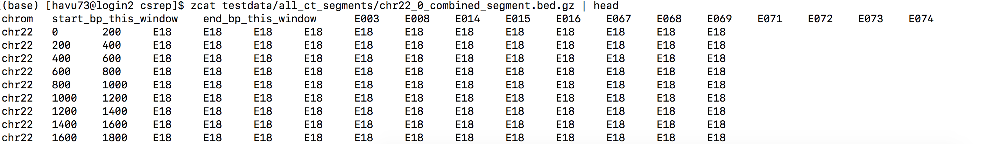 (base) [havu73@login2 csrep]$ zcat testdata/all_ct_segments/chr22_0_combined_segment.bed.gz | head
chrom	start_bp_this_window	end_bp_this_window	E003	E008	E014	E015	E016	E067	E068	E069	E071	E072	E073	E074
chr22	0	200	E18	E18	E18	E18	E18	E18	E18	E18	E18	E18	E18	E18
chr22	200	400	E18	E18	E18	E18	E18	E18	E18	E18	E18	E18	E18	E18
chr22	400	600	E18	E18	E18	E18	E18	E18	E18	E18	E18	E18	E18	E18
chr22	600	800	E18	E18	E18	E18	E18	E18	E18	E18	E18	E18	E18	E18
chr22	800	1000	E18	E18	E18	E18	E18	E18	E18	E18	E18	E18	E18	E18
chr22	1000	1200	E18	E18	E18	E18	E18	E18	E18	E18	E18	E18	E18	E18
chr22	1200	1400	E18	E18	E18	E18	E18	E18	E18	E18	E18	E18	E18	E18
chr22	1400	1600	E18	E18	E18	E18	E18	E18	E18	E18	E18	E18	E18	E18
chr22	1600	1800	E18	E18	E18	E18	E18	E18	E18	E18	E18	E18	E18	E18